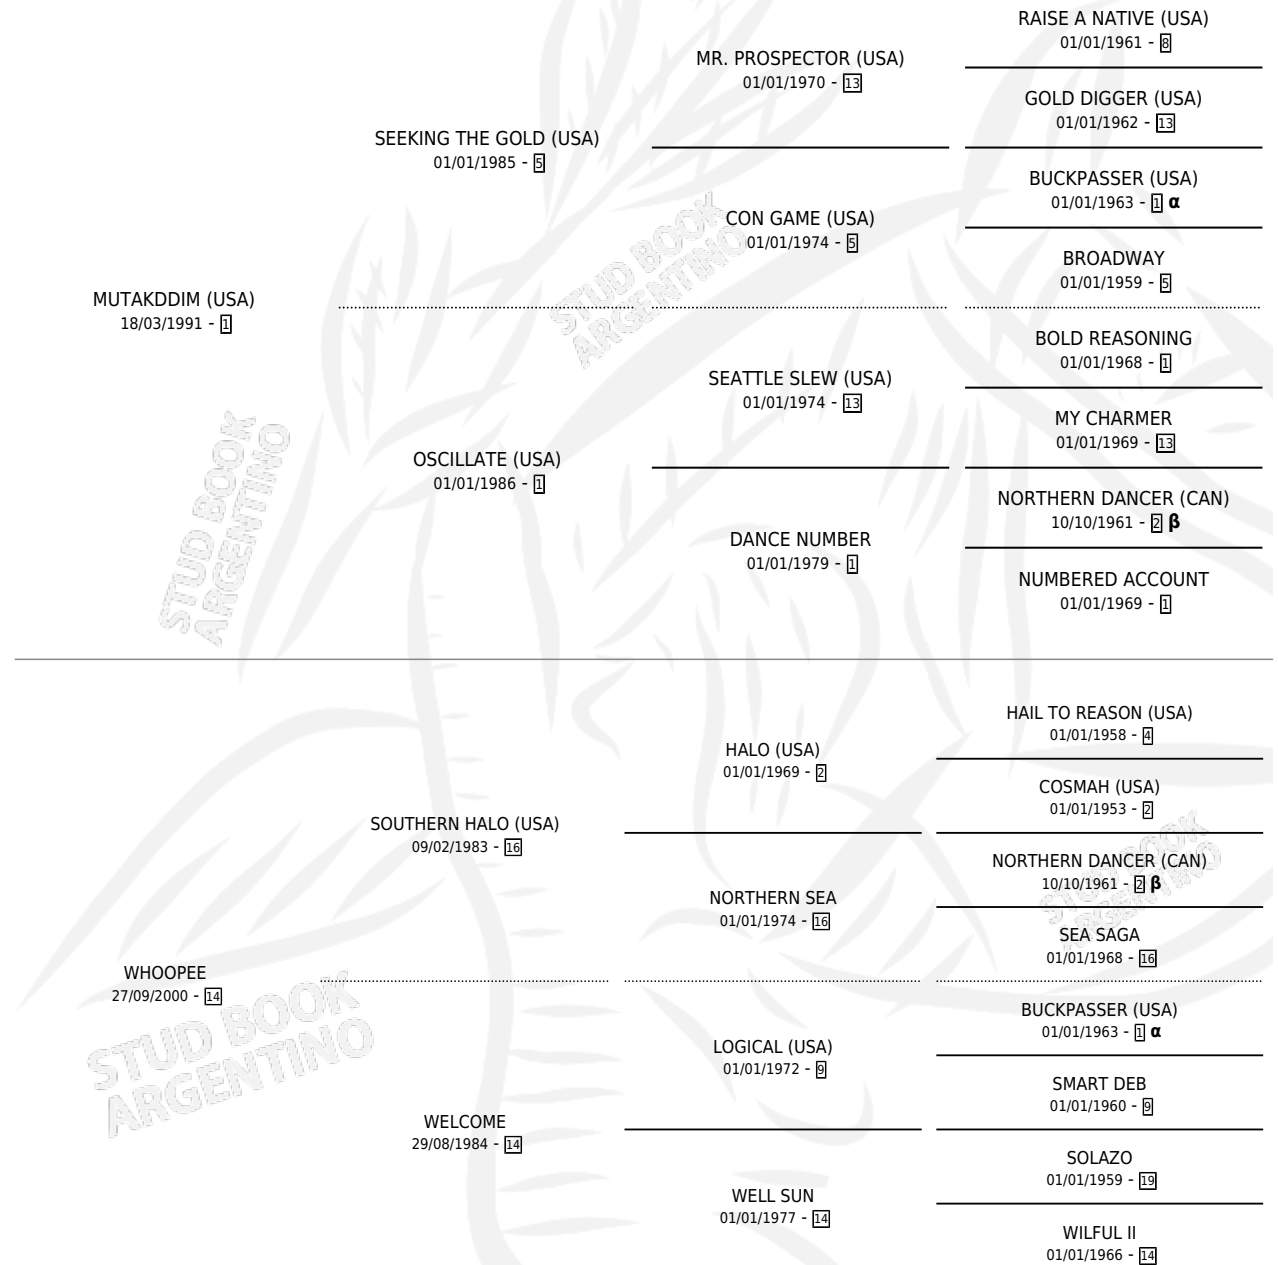 RAISE A NATIVE (USA)
01/01/1961 - 8
MR. PROSPECTOR (USA)
01/01/1970 - 13
GOLD DIGGER (USA)
01/01/1962 - 13
SEEKING THE GOLD (USA)
01/01/1985 - 5
BUCKPASSER (USA)
01/01/1963 - 1 α
CON GAME (USA)
01/01/1974 - 5
BROADWAY
01/01/1959 - 5
MUTAKDDIM (USA)
18/03/1991 - 1
BOLD REASONING
01/01/1968 - 1
SEATTLE SLEW (USA)
01/01/1974 - 13
MY CHARMER
01/01/1969 - 13
OSCILLATE (USA)
01/01/1986 - 1
NORTHERN DANCER (CAN)
10/10/1961 - 2 β
DANCE NUMBER
01/01/1979 - 1
NUMBERED ACCOUNT
01/01/1969 - 1
HAIL TO REASON (USA)
01/01/1958 - 4
HALO (USA)
01/01/1969 - 2
COSMAH (USA)
01/01/1953 - 2
SOUTHERN HALO (USA)
09/02/1983 - 16
NORTHERN DANCER (CAN)
10/10/1961 - 2 β
NORTHERN SEA
01/01/1974 - 16
SEA SAGA
01/01/1968 - 16
WHOOPEE
27/09/2000 - 14
BUCKPASSER (USA)
01/01/1963 - 1 α
LOGICAL (USA)
01/01/1972 - 9
SMART DEB
01/01/1960 - 9
WELCOME
29/08/1984 - 14
SOLAZO
01/01/1959 - 19
WELL SUN
01/01/1977 - 14
WILFUL II
01/01/1966 - 14
STUD BOOK
ARGENTINO
STUD BOOK
ARGENTINO
STUD BOOK
ARGENTINO
STUD BOOK
ARGENTINO